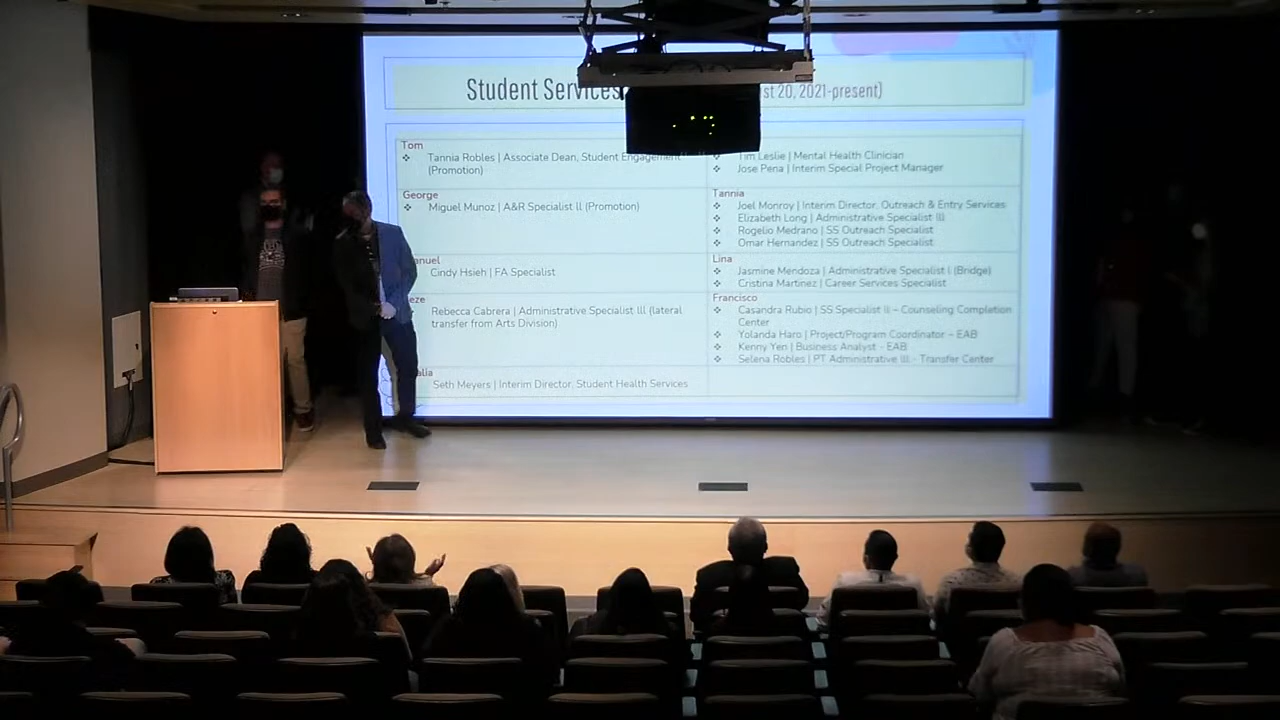 Student Services
20, 2021-present)
Tom
❖ Tannia Robles | Associate Dean, Student Engagement
(Promotion)
George
❖ Miguel Munoz | A&R Specialist II (Promotion)
Cindy Hsieh | FA Specialist
Rebecca Cabrera | Administrative Specialist III (lateral
transfer from Arts Division)
Seth Meyers | Interim Director, Student Health Services
❖ Tim Leslie | Mental Health Clinician
❖ Jose Pena | Interim Special Project Manager
Tannia
❖ Joel Monroy | Interim Director, Outreach & Entry Services
❖ Elizabeth Long | Administrative Specialist III
❖ Rogelio Medrano | SS Outreach Specialist
❖ Omar Hernandez | SS Outreach Specialist
Lina
❖ Jasmine Mendoza | Administrative Specialist I (Bridge)
❖ Cristina Martinez | Career Services Specialist
Francisco
❖ Casandra Rubio | SS Specialist II – Counseling Completion
Center
❖ Yolanda Haro | Project/Program Coordinator – EAB
❖ Kenny Yen | Business Analyst - EAB
❖ Selena Robles | PT Administrative III - Transfer Center